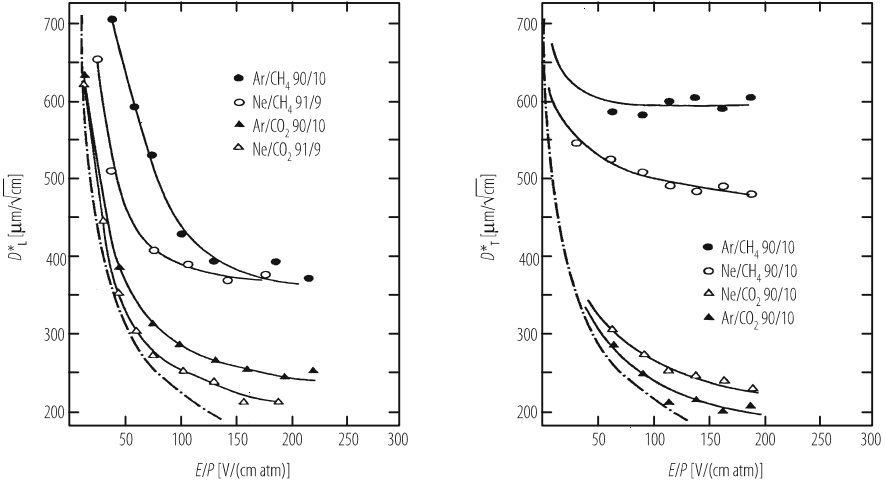 700
600
500
400
300
200
D*L [μm/√cm]
Ar/CH4 90/10
Ne/CH4 91/9
Ar/CO2 90/10
Ne/CO2 91/9
50
100
150
200
250
300
E/P [V/(cm atm)]
700
600
500
400
300
200
D*T [μm/√cm]
Ar/CH4 90/10
Ne/CH4 90/10
Ne/CO2 90/10
Ar/CO2 90/10
50
100
150
200
250
300
E/P [V/(cm atm)]